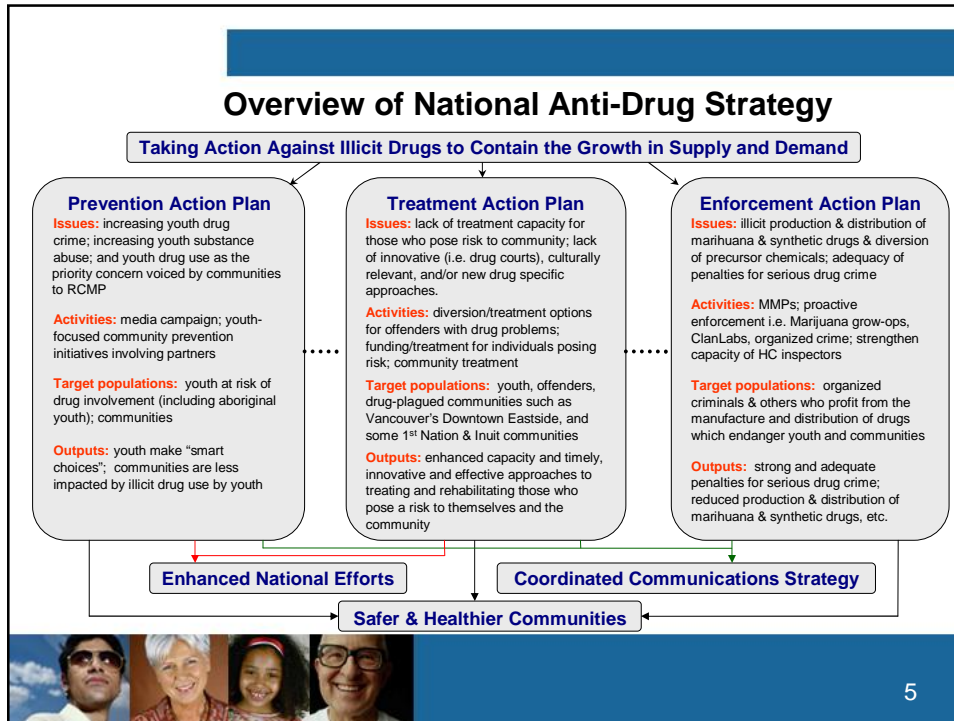 Overview of National Anti-Drug Strategy
Taking Action Against Illicit Drugs to Contain the Growth in Supply and Demand
Prevention Action Plan
Issues: increasing youth drug
crime; increasing youth substance
abuse; and youth drug use as the
priority concern voiced by communities
to RCMP
Activities: media campaign; youth-
focused community prevention
initiatives involving partners
Target populations: youth at risk of
drug involvement (including aboriginal
youth); communities
Outputs: youth make “smart
choices”; communities are less
impacted by illicit drug use by youth
Treatment Action Plan
Issues: lack of treatment capacity for
those who pose risk to community; lack
of innovative (i.e. drug courts), culturally
relevant, and/or new drug specific
approaches.
Activities: diversion/treatment options
for offenders with drug problems;
funding/treatment for individuals posing
risk; community treatment
Target populations: youth, offenders,
drug-plagued communities such as
Vancouver’s Downtown Eastside, and
some 1st Nation & Inuit communities
Outputs: enhanced capacity and timely,
innovative and effective approaches to
treating and rehabilitating those who
pose a risk to themselves and the
community
Enforcement Action Plan
Issues: illicit production & distribution of
marihuana & synthetic drugs & diversion
of precursor chemicals; adequacy of
penalties for serious drug crime
Activities: MMPs; proactive
enforcement i.e. Marijuana grow-ops,
ClanLabs, organized crime; strengthen
capacity of HC inspectors
Target populations: organized
criminals & others who profit from the
manufacture and distribution of drugs
which endanger youth and communities
Outputs: strong and adequate
penalties for serious drug crime;
reduced production & distribution of
marihuana & synthetic drugs, etc.
Enhanced National Efforts
Coordinated Communications Strategy
Safer & Healthier Communities
5